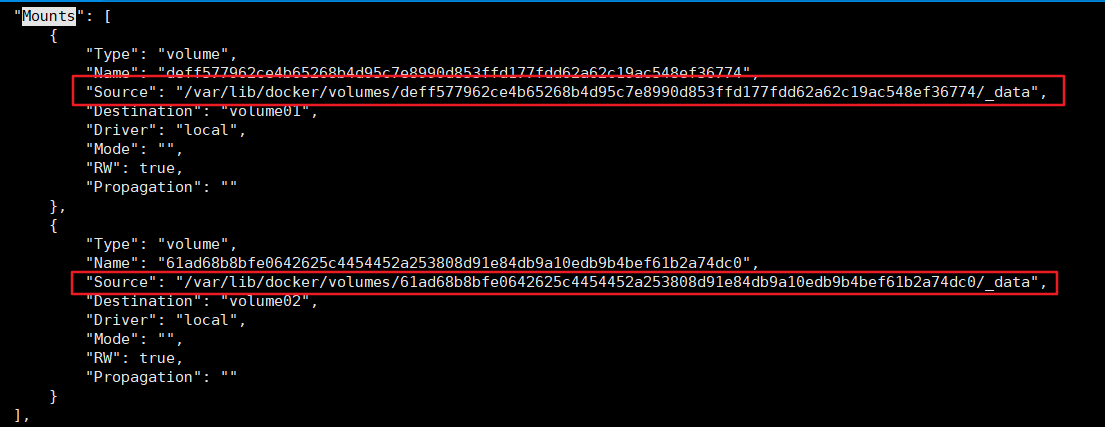 "Mounts": [
    {
        "Type": "volume",
        "Name": "deff577962ce4b65268b4d95c7e8990d853ffd177fdd62a62c19ac548ef36774",
        "Source": "/var/lib/docker/volumes/deff577962ce4b65268b4d95c7e8990d853ffd177fdd62a62c19ac548ef36774/_data",
        "Destination": "volume01",
        "Driver": "local",
        "Mode": "",
        "RW": true,
        "Propagation": ""
    },
    {
        "Type": "volume",
        "Name": "61ad68b8bfe0642625c4454452a253808d91e84db9a10edb9b4bef61b2a74dc0",
        "Source": "/var/lib/docker/volumes/61ad68b8bfe0642625c4454452a253808d91e84db9a10edb9b4bef61b2a74dc0/_data",
        "Destination": "volume02",
        "Driver": "local",
        "Mode": "",
        "RW": true,
        "Propagation": ""
    }
],